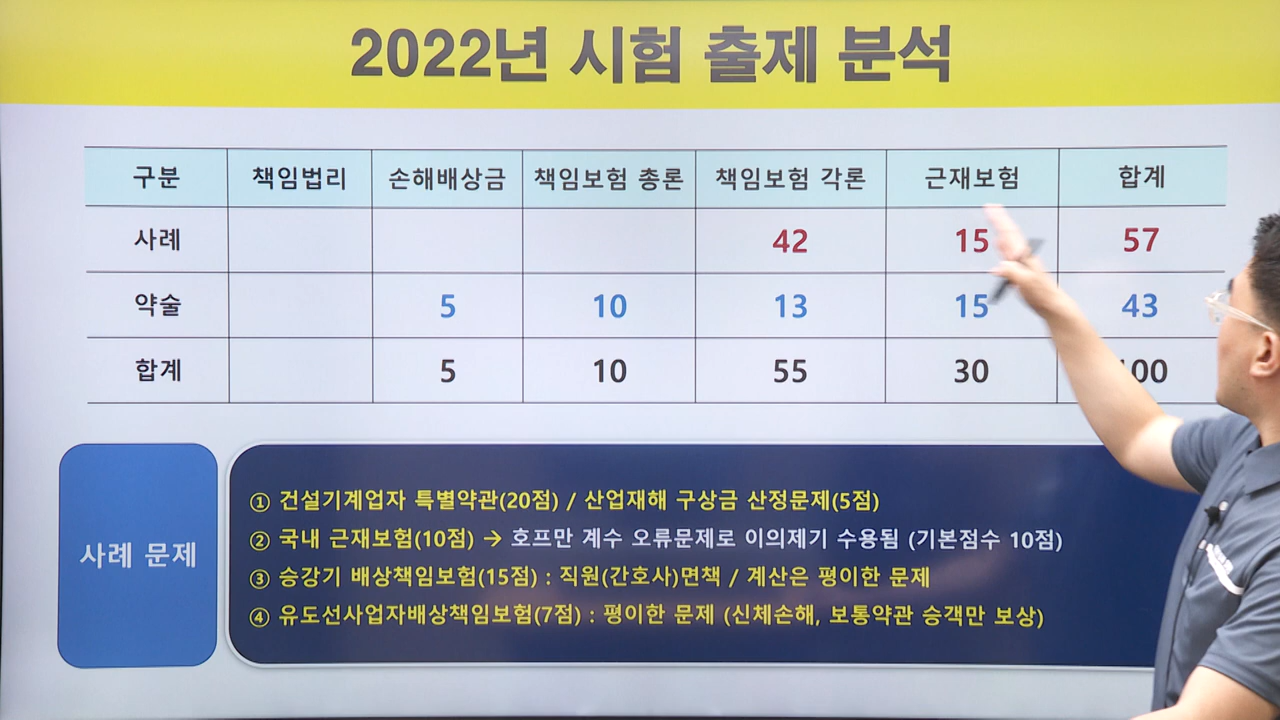 2022년 시험 출제 분석
구분 책임법리 손해배상금 책임보험 총론 책임보험 각론 근재보험 합계
사례 42 15 57
약술 5 10 13 15 43
합계 5 10 55 30 100
사례 문제
① 건설기계업자 특별약관(20점) / 산업재해 구상금 산정문제(5점)
② 국내 근재보험(10점) → 호프만 계수 오류문제로 이의제기 수용됨 (기본점수 10점)
③ 승강기 배상책임보험(15점) : 직원(간호사)면책 / 계산은 평이한 문제
④ 유도선사업자배상책임보험(7점) : 평이한 문제 (신체손해, 보통약관 승객만 보상)